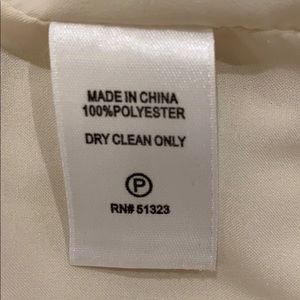 MADE IN CHINA
100%POLYESTER
DRY CLEAN ONLY
P
RN# 51323